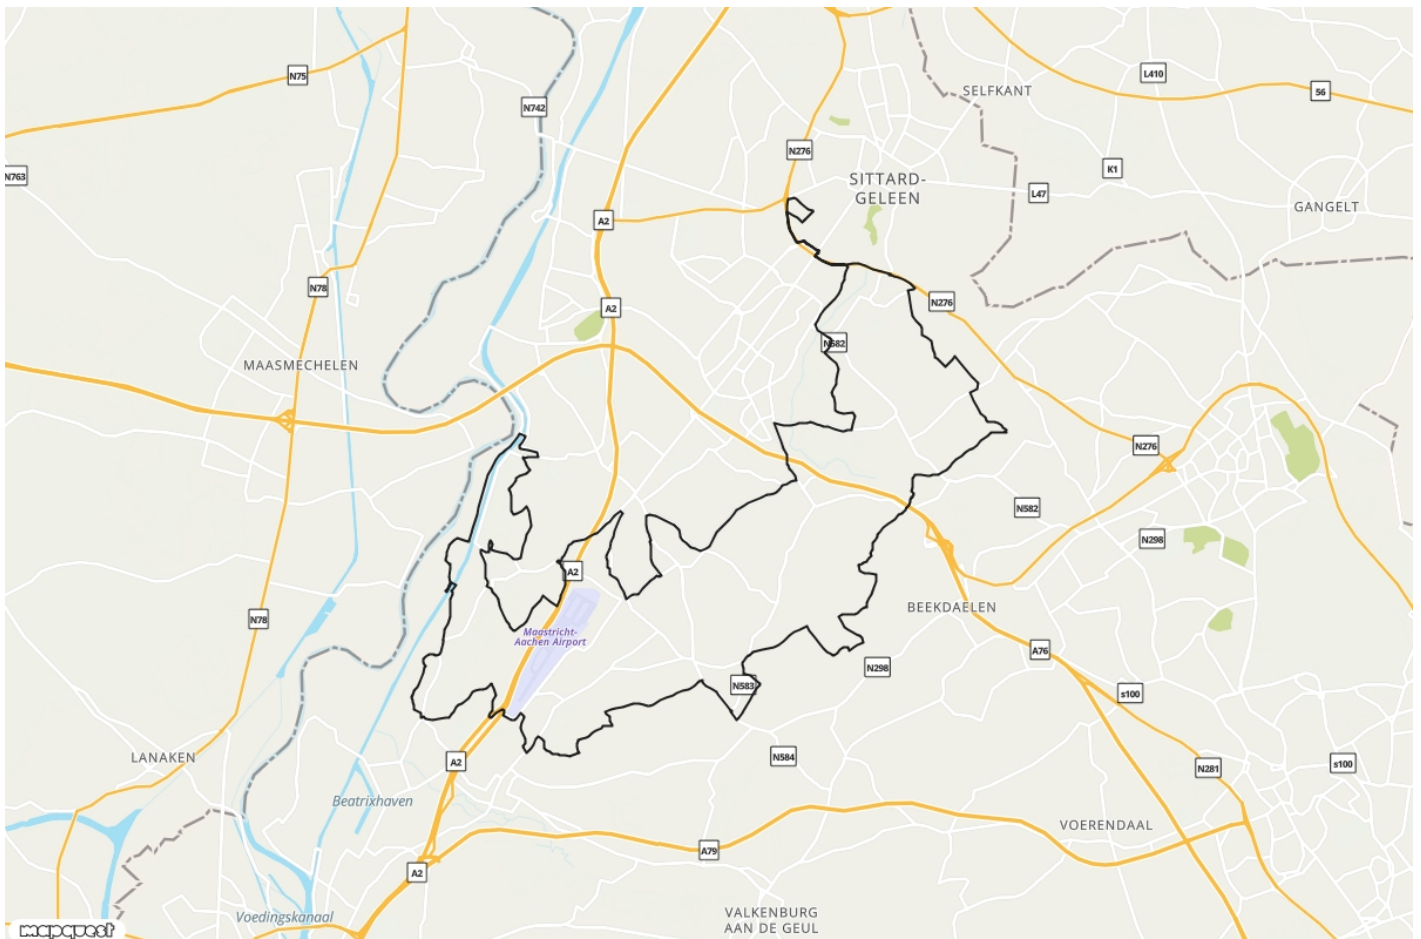 N75
L410
SELFKANT
56
N742
N276
K1
N763
SITTARD-
GELEEN
L47
GANGELT
A2
N78
N276
A2
N582
MAASMECHELEN
N276
N582
N298
A2
BEEKDAELEN
N78
Maastricht-
Aachen Airport
A76
N298
N583
s100
LANAKEN
N584
A2
s100
N281
Beatrixhaven
VOERENDAAL
A79
A2
Voedingskanaal
VALKENBURG
AAN DE GEUL
mapquest